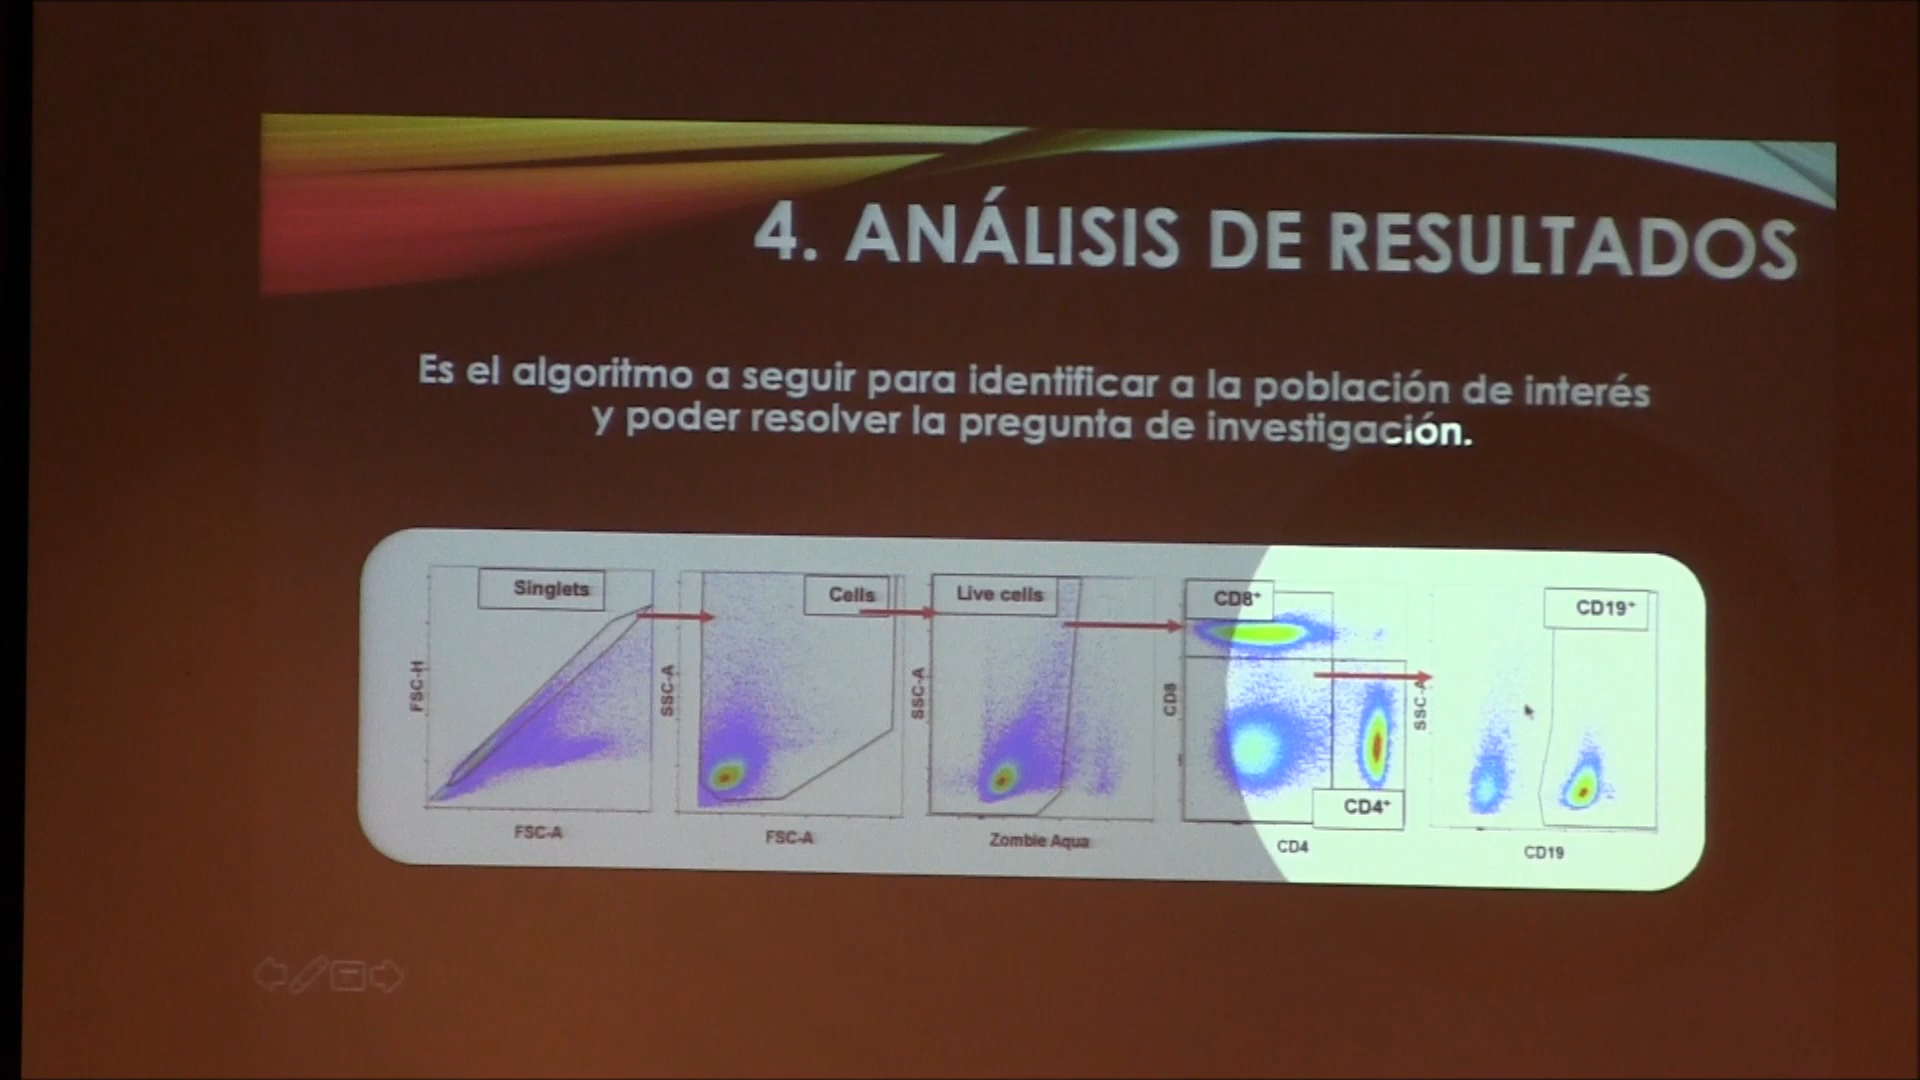 4. ANÁLISIS DE RESULTADOS
Es el algoritmo a seguir para identificar a la población de interés
y poder resolver la pregunta de investigación.
Singlets
FSC-H
FSC-A
Cells
SSC-A
FSC-A
Live cells
SSC-A
Zombie Aqua
CD8⁺
CD8
CD4⁺
CD4
CD19⁺
SSC-A
CD19